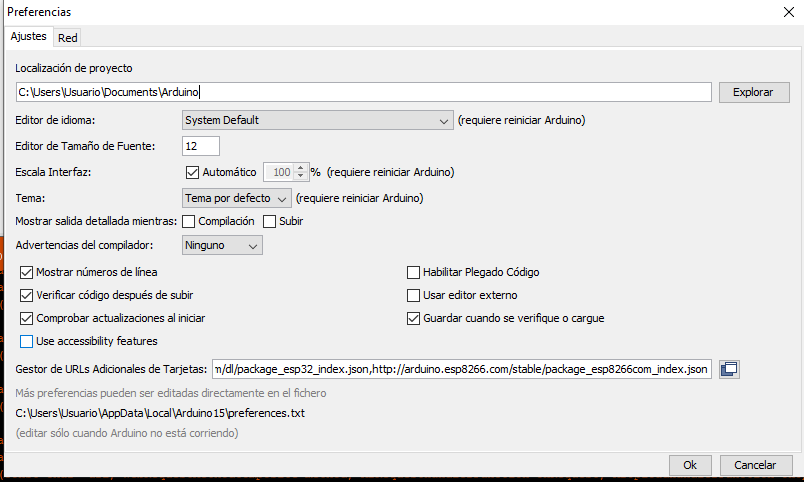 Preferencias
Ajustes Red
Localización de proyecto
C:\Users\Usuario\Documents\Arduino Explorar
Editor de idioma: System Default (requiere reiniciar Arduino)
Editor de Tamaño de Fuente: 12
Escala Interfaz: Automático 100 % (requiere reiniciar Arduino)
Tema: Tema por defecto (requiere reiniciar Arduino)
Mostrar salida detallada mientras: Compilación Subir
Advertencias del compilador: Ninguno
Mostrar números de línea Habilitar Plegado Código
Verificar código después de subir Usar editor externo
Comprobar actualizaciones al iniciar Guardar cuando se verifique o cargue
Use accessibility features
Gestor de URLs Adicionales de Tarjetas: m/dl/package_esp32_index.json,http://arduino.esp8266.com/stable/package_esp8266com_index.json
Más preferencias pueden ser editadas directamente en el fichero
C:\Users\Usuario\AppData\Local\Arduino15\preferences.txt
(editar sólo cuando Arduino no está corriendo)
Ok Cancelar